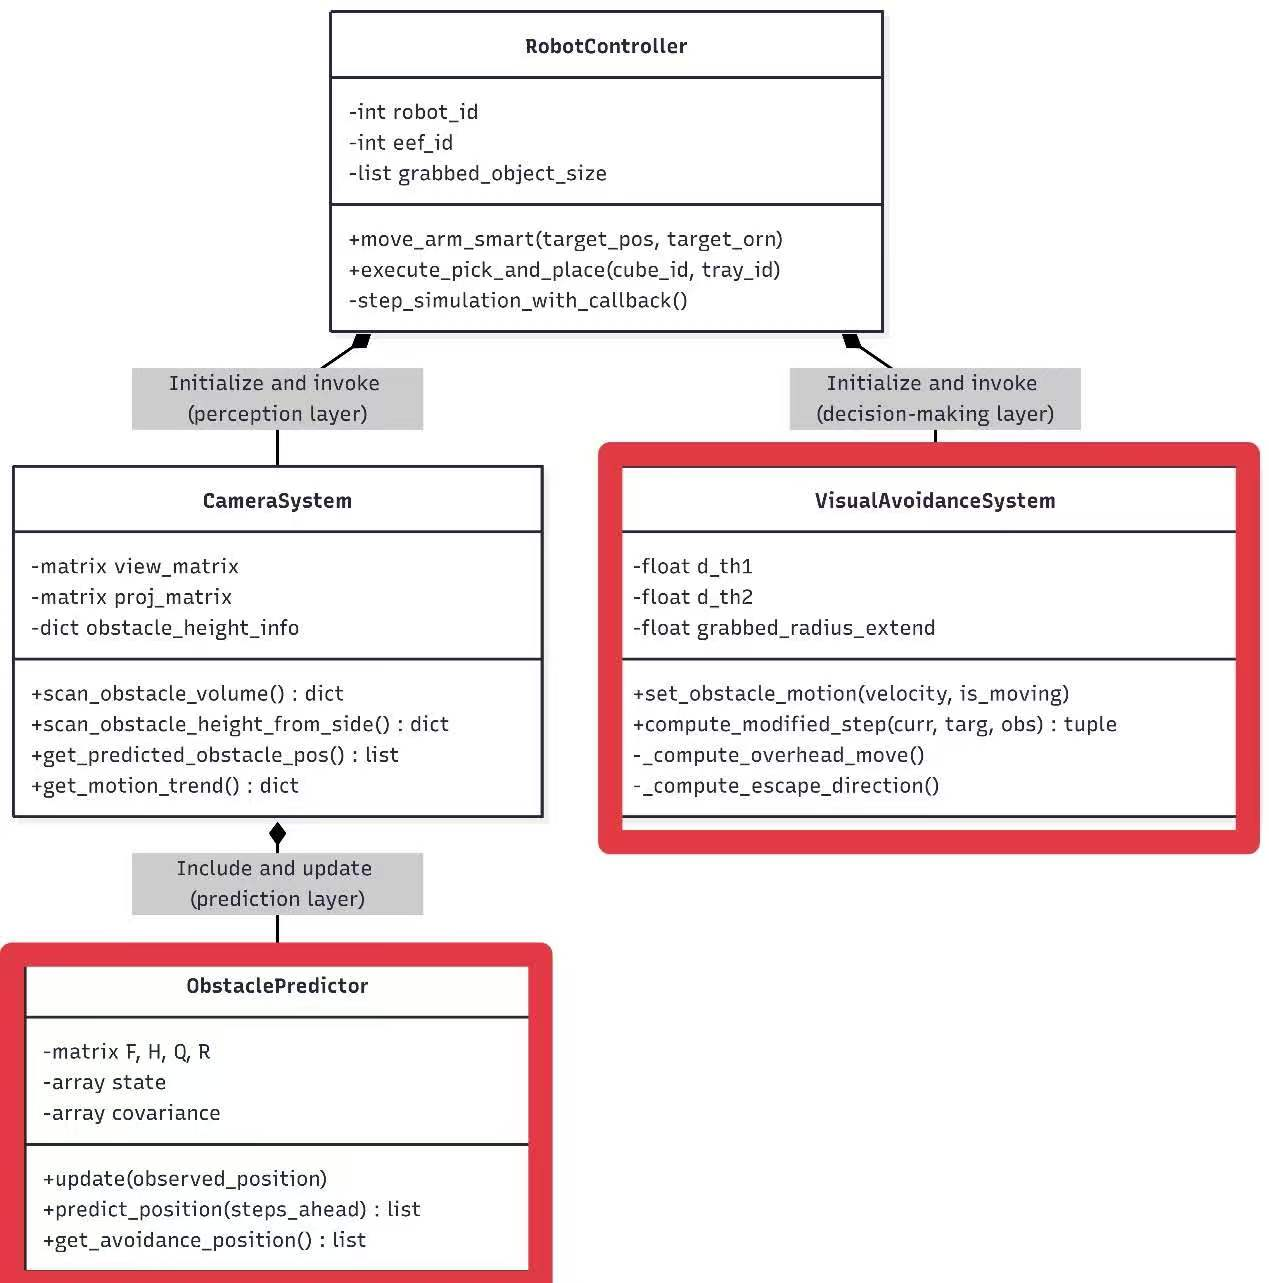 RobotController
-int robot_id
-int eef_id
-list grabbed_object_size
+move_arm_smart(target_pos, target_orn)
+execute_pick_and_place(cube_id, tray_id)
-step_simulation_with_callback()
Initialize and invoke
(perception layer)
Initialize and invoke
(decision-making layer)
CameraSystem
-matrix view_matrix
-matrix proj_matrix
-dict obstacle_height_info
+scan_obstacle_volume() : dict
+scan_obstacle_height_from_side() : dict
+get_predicted_obstacle_pos() : list
+get_motion_trend() : dict
VisualAvoidanceSystem
-float d_th1
-float d_th2
-float grabbed_radius_extend
+set_obstacle_motion(velocity, is_moving)
+compute_modified_step(curr, targ, obs) : tuple
-_compute_overhead_move()
-_compute_escape_direction()
Include and update
(prediction layer)
ObstaclePredictor
-matrix F, H, Q, R
-array state
-array covariance
+update(observed_position)
+predict_position(steps_ahead) : list
+get_avoidance_position() : list